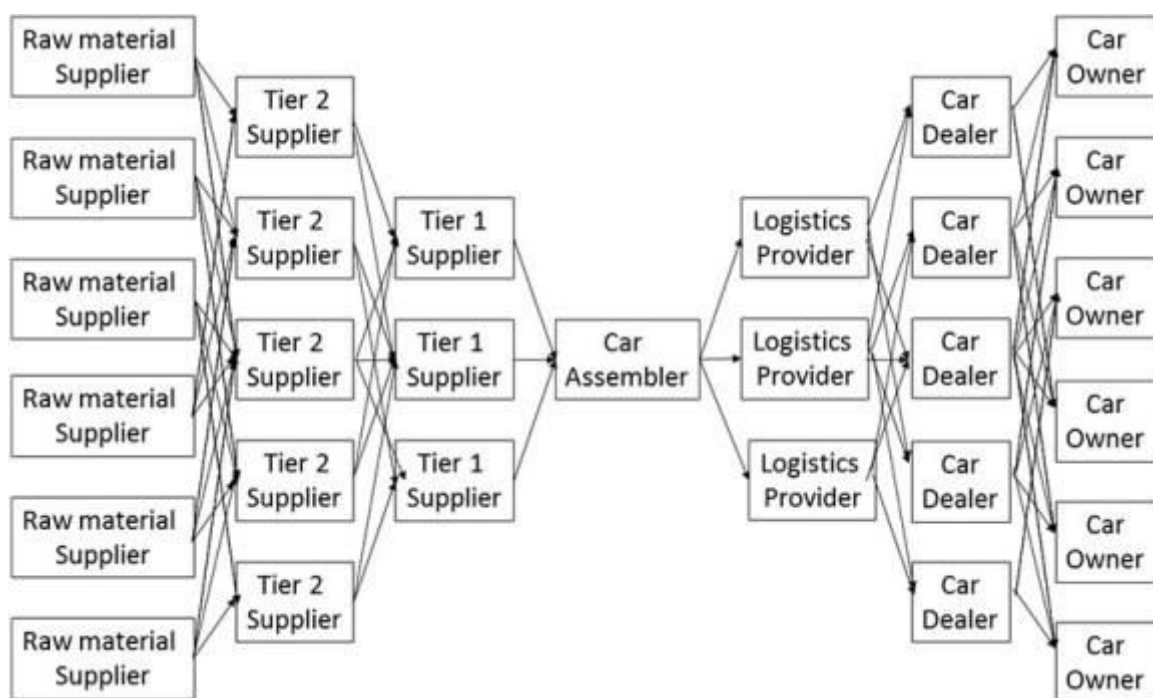 Raw material
Supplier
Raw material
Supplier
Raw material
Supplier
Raw material
Supplier
Raw material
Supplier
Raw material
Supplier
Tier 2
Supplier
Tier 2
Supplier
Tier 2
Supplier
Tier 2
Supplier
Tier 2
Supplier
Tier 1
Supplier
Tier 1
Supplier
Tier 1
Supplier
Car
Assembler
Logistics
Provider
Logistics
Provider
Logistics
Provider
Car
Dealer
Car
Dealer
Car
Dealer
Car
Dealer
Car
Dealer
Car
Owner
Car
Owner
Car
Owner
Car
Owner
Car
Owner
Car
Owner